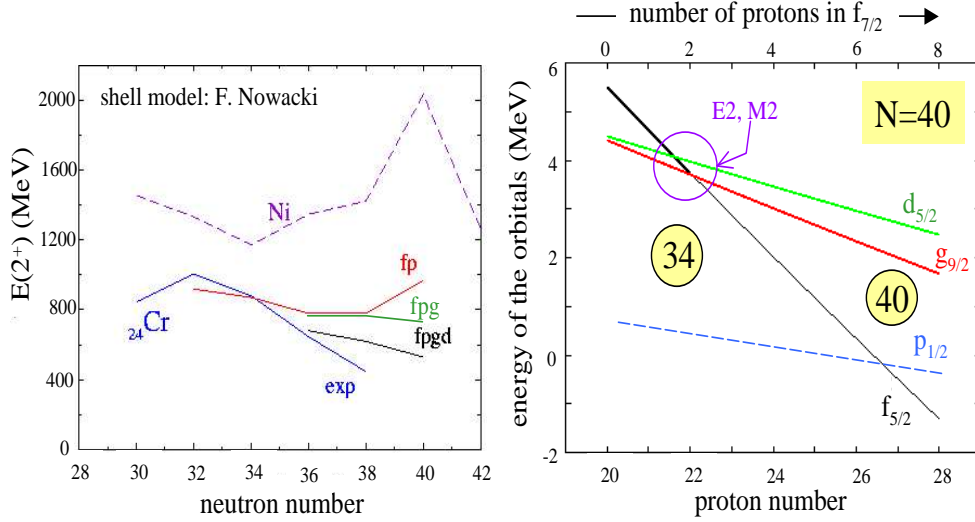 shell model: F. Nowacki
E(2⁺) (MeV)
2000
1600
1200
800
400
0
Ni
fp
fpg
fpgd
₂₄Cr
exp
28 30 32 34 36 38 40 42
neutron number
number of protons in f₇/₂
0 2 4 6 8
energy of the orbitals (MeV)
6
4
2
0
-2
E2, M2
N=40
d₅/₂
g₉/₂
34
40
p₁/₂
f₅/₂
20 22 24 26 28
proton number